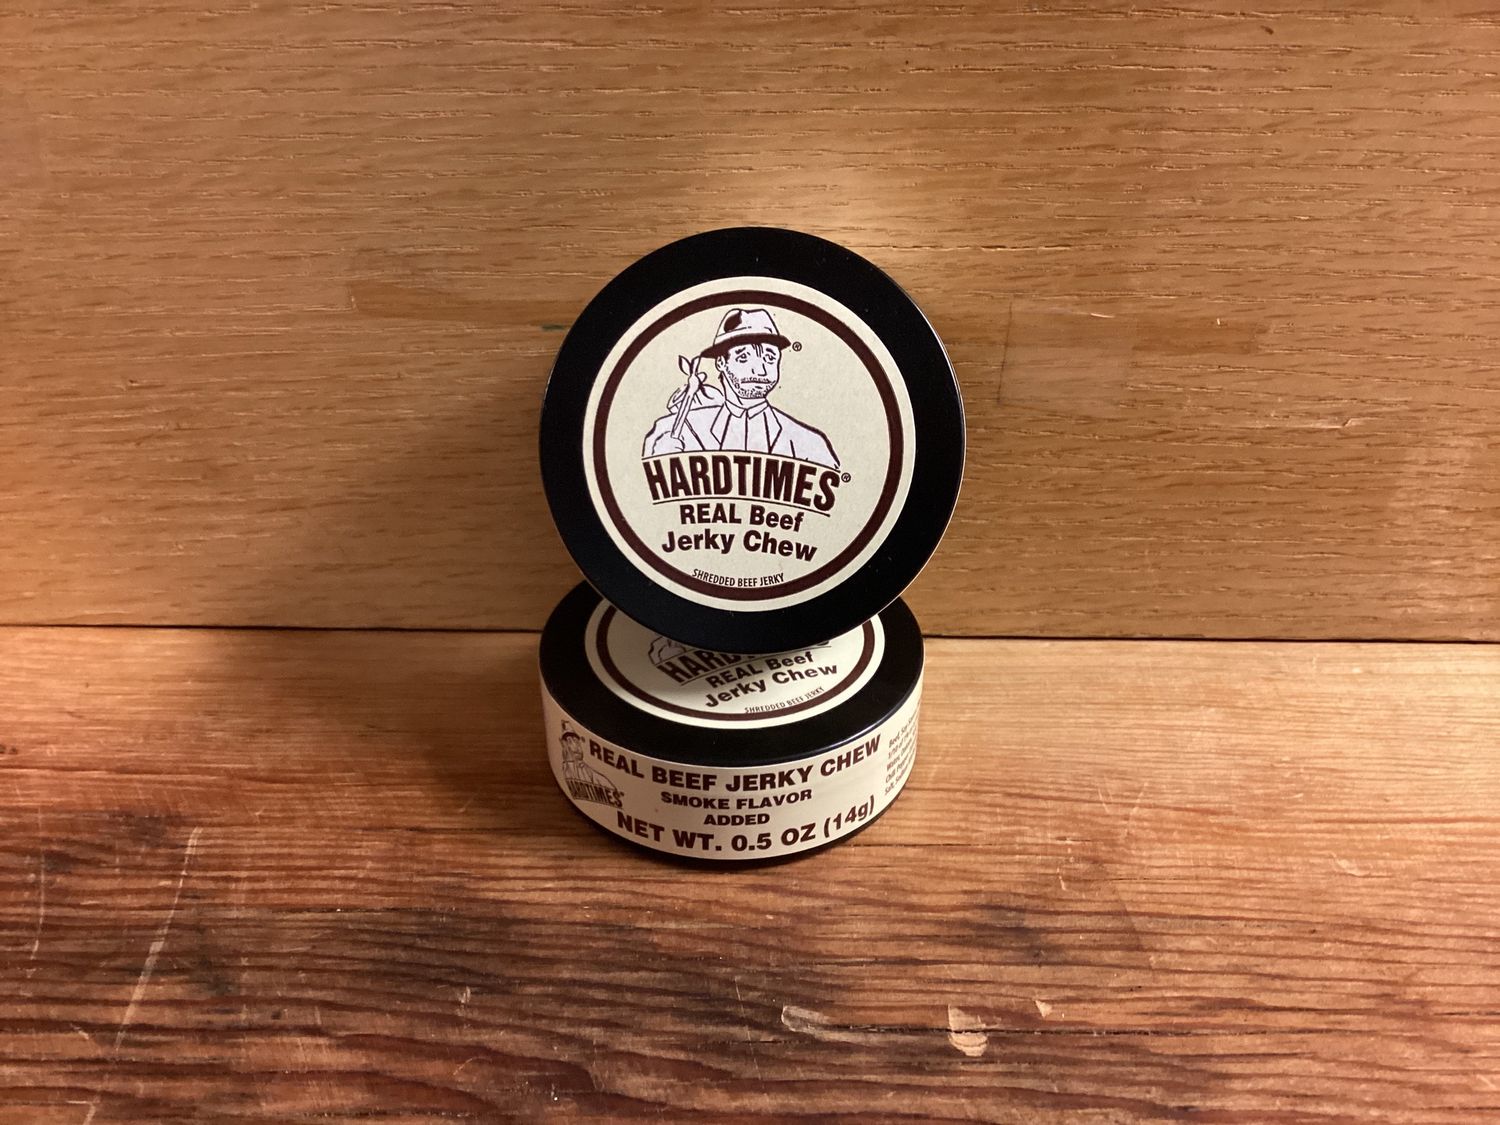 ®
HARDTIMES®
REAL Beef
Jerky Chew
SHREDDED BEEF JERKY
HARD
REAL Beef
Jerky Chew
SHREDDED BEEF JERKY
HARDTIMES
REAL BEEF JERKY CHEW
SMOKE FLAVOR
ADDED
NET WT. 0.5 OZ (14g)